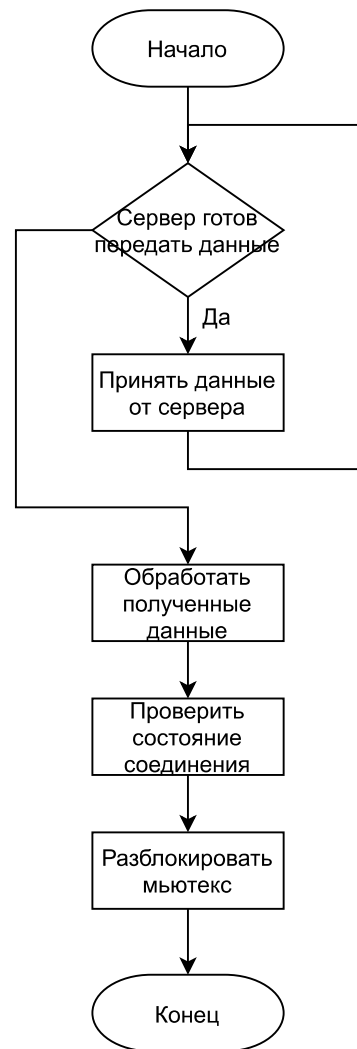 Начало
Сервер готов
передать данные
Да
Принять данные
от сервера
Обработать
полученные
данные
Проверить
состояние
соединения
Разблокировать
мьютекс
Конец